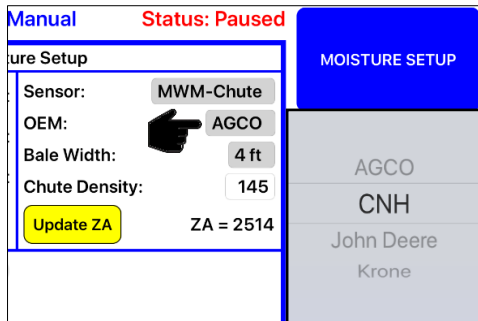 Manual Status: Paused
ure Setup
Sensor: MWM-Chute
OEM: AGCO
Bale Width: 4 ft
Chute Density: 145
Update ZA ZA = 2514
MOISTURE SETUP
AGCO
CNH
John Deere
Krone